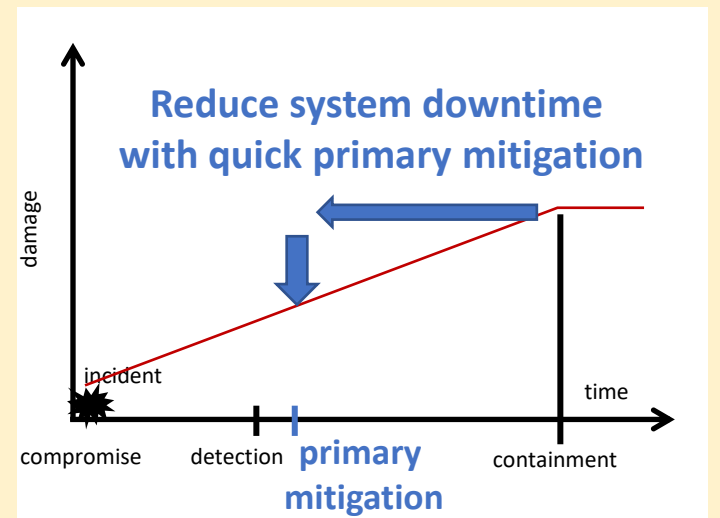 Reduce system downtime
with quick primary mitigation
damage
incident
time
compromise
detection
primary
mitigation
containment